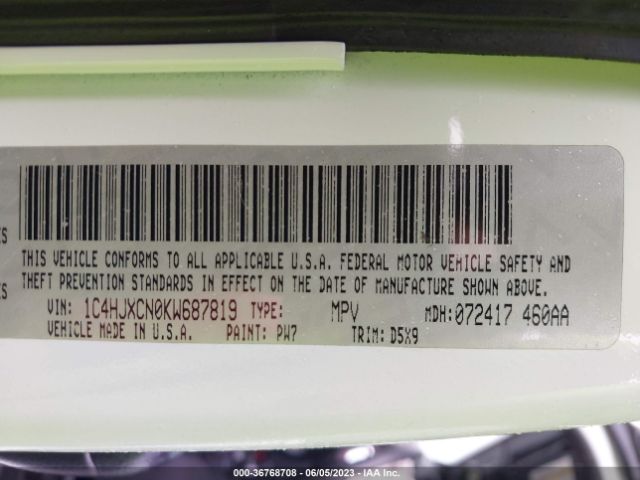 THIS VEHICLE CONFORMS TO ALL APPLICABLE U.S.A. FEDERAL MOTOR VEHICLE SAFETY AND
THEFT PREVENTION STANDARDS IN EFFECT ON THE DATE OF MANUFACTURE SHOWN ABOVE.
VIN: 1C4HJXCN0KW687819 TYPE: MPV MDH:072417 460AA
VEHICLE MADE IN U.S.A. PAINT: PW7 TRIM: D5X9
000-36768708 - 06/05/2023 - IAA Inc.